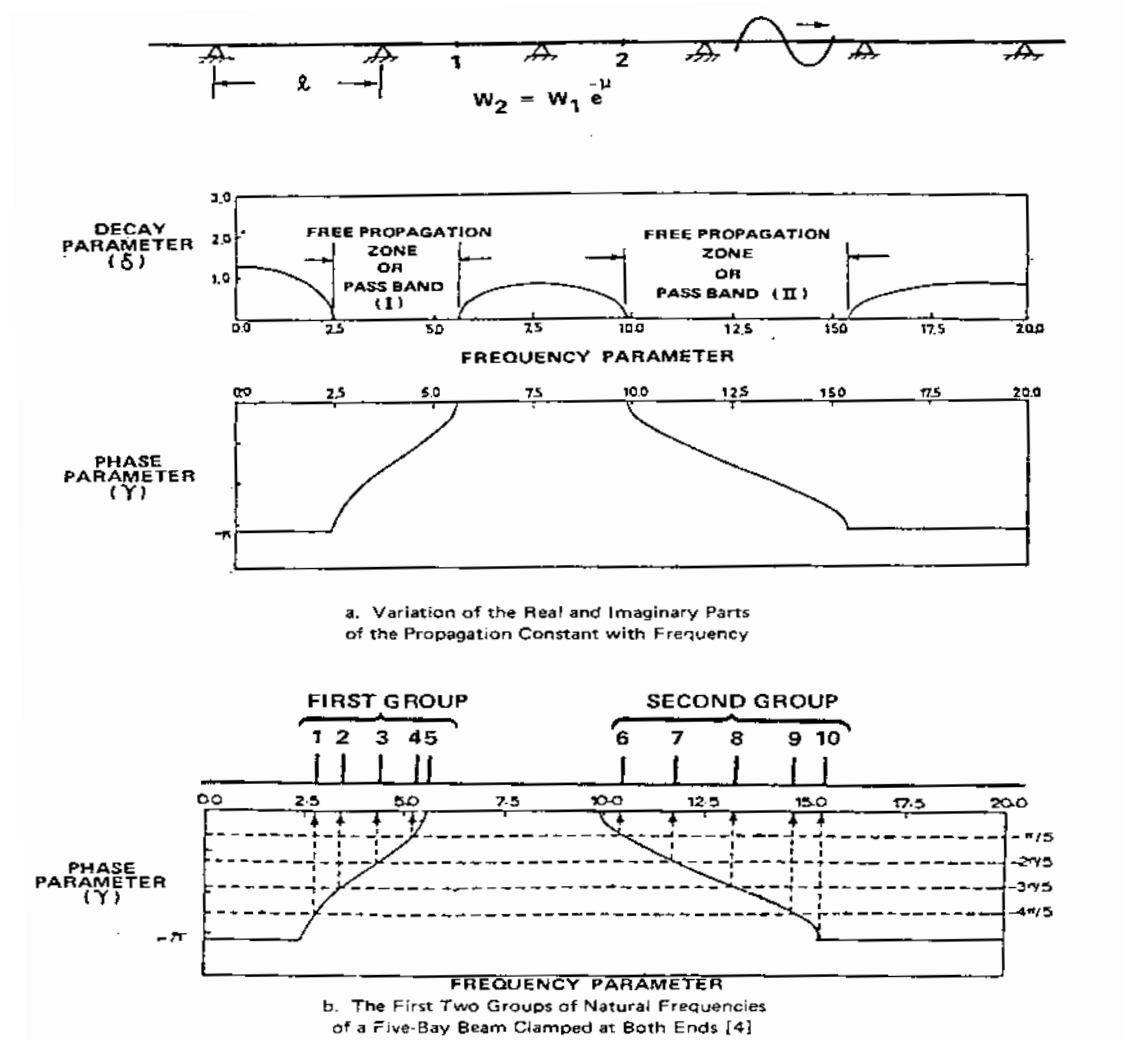 1 2
ℓ
W₂ = W₁ e^-μ
3.0
2.0
1.0
DECAY
PARAMETER
(δ)
FREE PROPAGATION
ZONE
OR
PASS BAND
(I)
FREE PROPAGATION
ZONE
OR
PASS BAND (II)
0.0 2.5 5.0 7.5 10.0 12.5 15.0 17.5 20.0
FREQUENCY PARAMETER
0.0 2.5 5.0 7.5 10.0 12.5 15.0 17.5 20.0
PHASE
PARAMETER
(γ)
-π
a. Variation of the Real and Imaginary Parts
of the Propagation Constant with Frequency
FIRST GROUP SECOND GROUP
1 2 3 4 5 6 7 8 9 10
0.0 2.5 5.0 7.5 10.0 12.5 15.0 17.5 20.0
PHASE
PARAMETER
(γ)
-π/5
-2π/5
-3π/5
-4π/5
-π
FREQUENCY PARAMETER
b. The First Two Groups of Natural Frequencies
of a Five-Bay Beam Clamped at Both Ends [4]